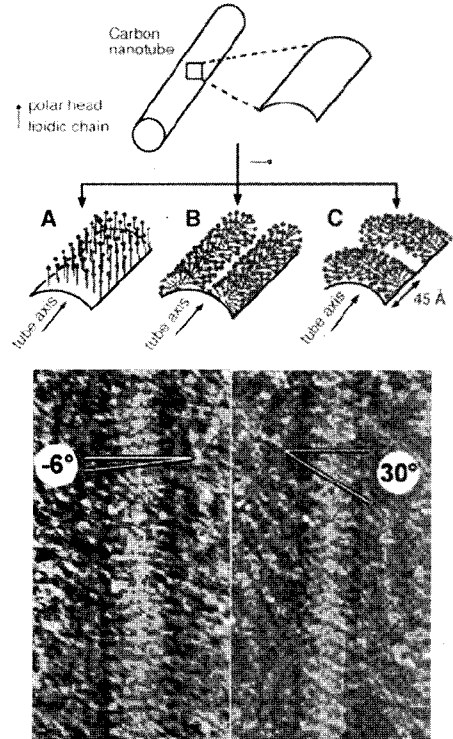 Carbon
nanotube
polar head
lipidic chain
A
B
C
tube axis
tube axis
tube axis
45 Å
-6°
30°